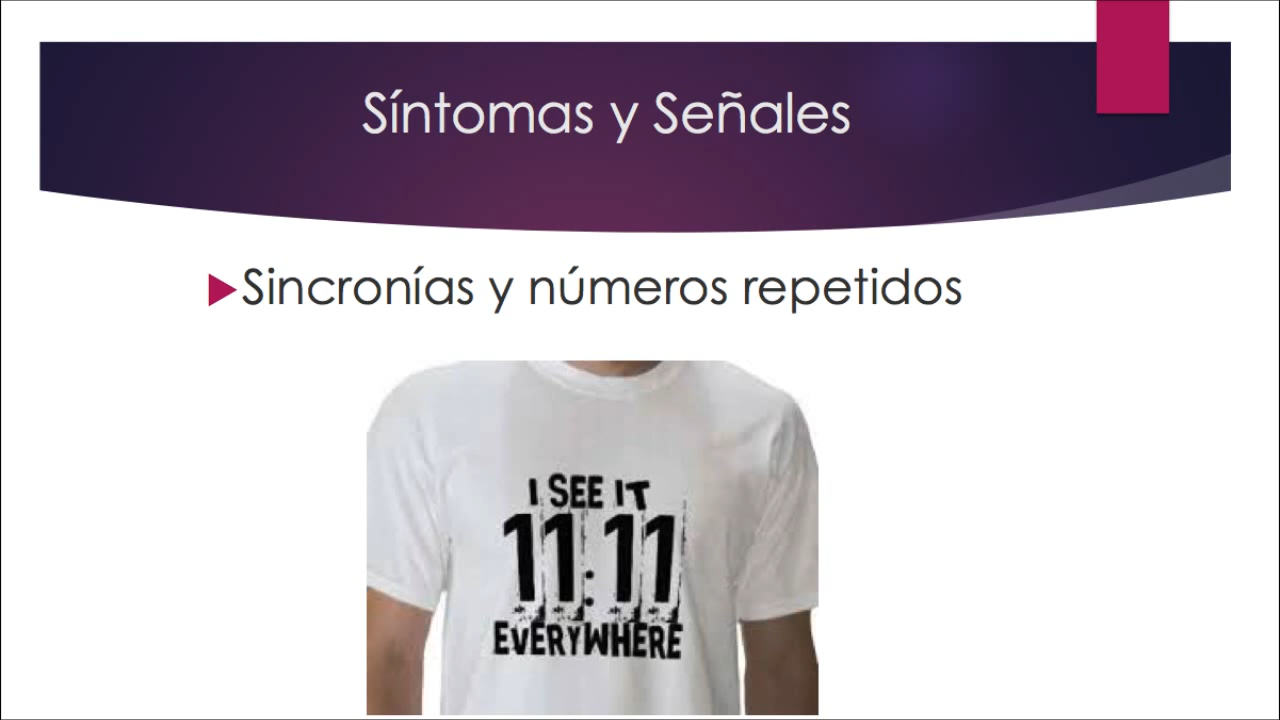 Síntomas y Señales
Sincronías y números repetidos
I SEE IT
11:11
EVERYWHERE